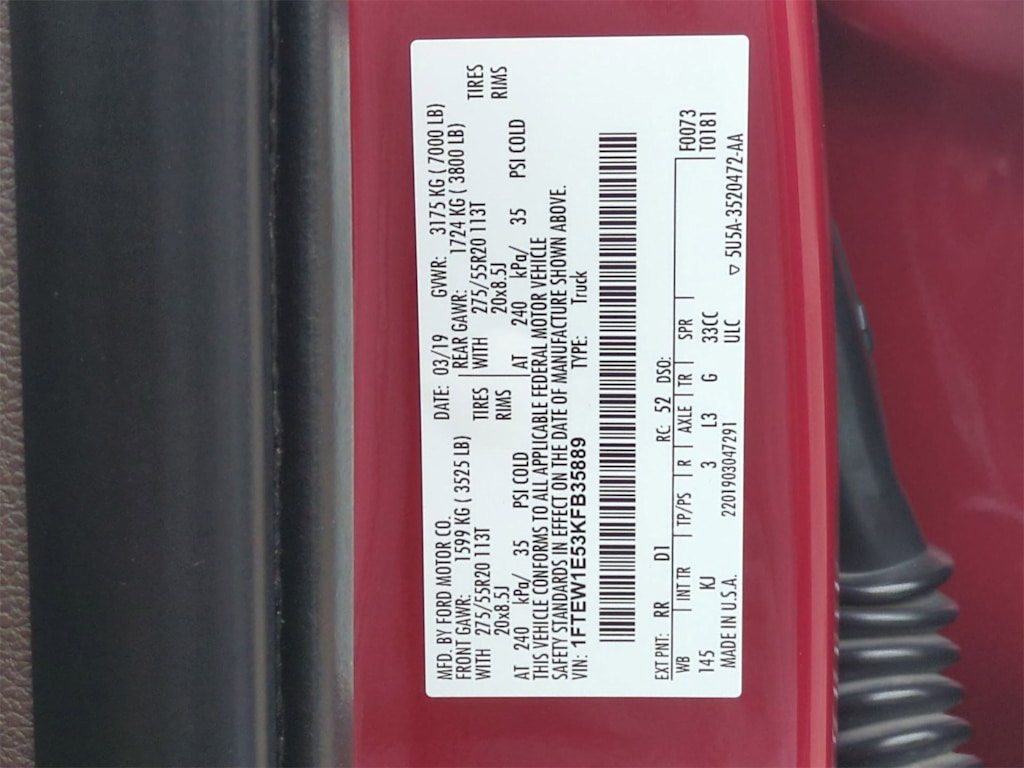 MFD. BY FORD MOTOR CO. DATE: 03/19 GVWR: 3175 KG ( 7000 LB)
FRONT GAWR: 1599 KG ( 3525 LB) REAR GAWR: 1724 KG ( 3800 LB)
WITH 275/55R20 113T TIRES WITH 275/55R20 113T TIRES
20x8.5J RIMS 20x8.5J RIMS
AT 240 kPa/ 35 PSI COLD AT 240 kPa/ 35 PSI COLD
THIS VEHICLE CONFORMS TO ALL APPLICABLE FEDERAL MOTOR VEHICLE
SAFETY STANDARDS IN EFFECT ON THE DATE OF MANUFACTURE SHOWN ABOVE.
VIN: 1FTEW1E53KFB35889 TYPE: Truck
EXT PNT: RR D1 RC: 52 DSO: F0073
WB INT TR TP/PS R AXLE TR SPR T0181
145 KJ 3 L3 G 33CC
MADE IN U.S.A. 220190304729​1 ULC ▽ 5U5A-3520472-AA